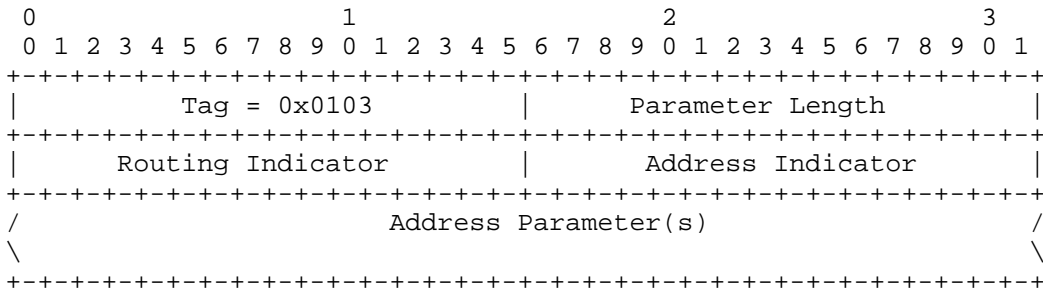 0                   1                   2                   3
 0 1 2 3 4 5 6 7 8 9 0 1 2 3 4 5 6 7 8 9 0 1 2 3 4 5 6 7 8 9 0 1
+-+-+-+-+-+-+-+-+-+-+-+-+-+-+-+-+-+-+-+-+-+-+-+-+-+-+-+-+-+-+-+-+
|          Tag = 0x0103         |      Parameter Length         |
+-+-+-+-+-+-+-+-+-+-+-+-+-+-+-+-+-+-+-+-+-+-+-+-+-+-+-+-+-+-+-+-+
|      Routing Indicator        |       Address Indicator       |
+-+-+-+-+-+-+-+-+-+-+-+-+-+-+-+-+-+-+-+-+-+-+-+-+-+-+-+-+-+-+-+-+
/                       Address Parameter(s)                    /
\                                                               \
+-+-+-+-+-+-+-+-+-+-+-+-+-+-+-+-+-+-+-+-+-+-+-+-+-+-+-+-+-+-+-+-+